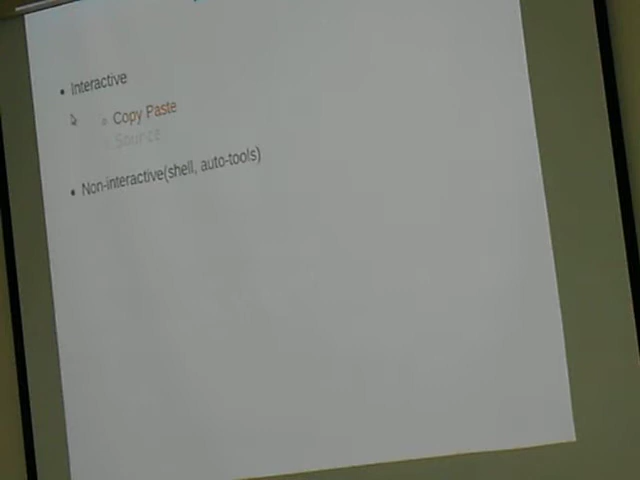 • Interactive
◦ Copy Paste
◦ Source
• Non-interactive(shell, auto-tools)